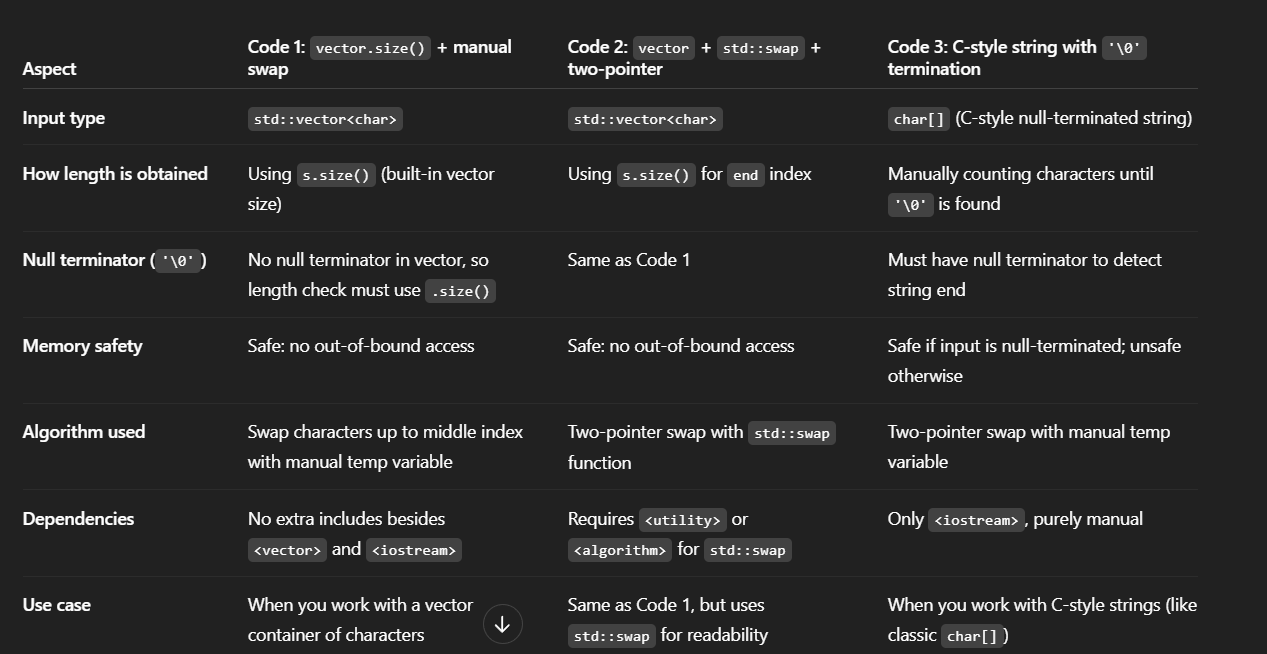 Aspect
Code 1: vector.size() + manual
swap
Code 2: vector + std::swap +
two-pointer
Code 3: C-style string with '\0'
termination
Input type
std::vector<char>
std::vector<char>
char[] (C-style null-terminated string)
How length is obtained
Using s.size() (built-in vector
size)
Using s.size() for end index
Manually counting characters until
'\0' is found
Null terminator ('\0')
No null terminator in vector, so
length check must use .size()
Same as Code 1
Must have null terminator to detect
string end
Memory safety
Safe: no out-of-bound access
Safe: no out-of-bound access
Safe if input is null-terminated; unsafe
otherwise
Algorithm used
Swap characters up to middle index
with manual temp variable
Two-pointer swap with std::swap
function
Two-pointer swap with manual temp
variable
Dependencies
No extra includes besides
<vector> and <iostream>
Requires <utility> or
<algorithm> for std::swap
Only <iostream>, purely manual
Use case
When you work with a vector
container of characters
Same as Code 1, but uses
std::swap for readability
When you work with C-style strings (like
classic char[])